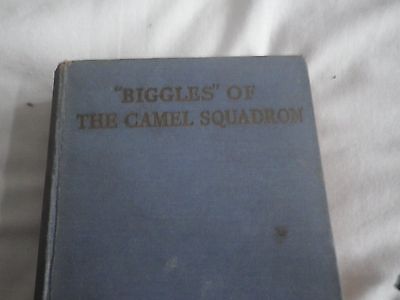 "BIGGLES" OF
THE CAMEL SQUADRON